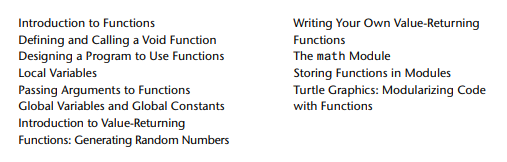 Introduction to Functions
Defining and Calling a Void Function
Designing a Program to Use Functions
Local Variables
Passing Arguments to Functions
Global Variables and Global Constants
Introduction to Value-Returning
Functions: Generating Random Numbers
Writing Your Own Value-Returning
Functions
The math Module
Storing Functions in Modules
Turtle Graphics: Modularizing Code
with Functions